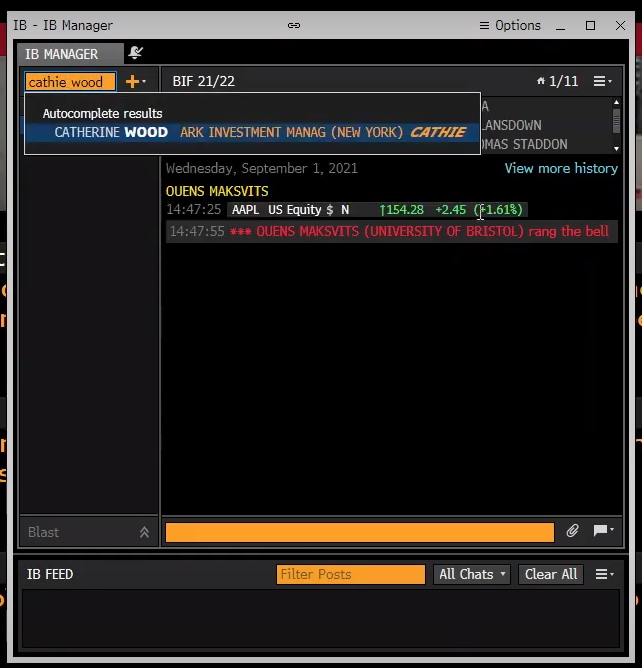 IB - IB Manager
Options
IB MANAGER
cathie wood
BIF 21/22
1/11
Autocomplete results
CATHERINE WOOD ARK INVESTMENT MANAG (NEW YORK) CATHIE
A
LANSDOWN
OMAS STADDON
Wednesday, September 1, 2021
View more history
OUENS MAKSVITS
14:47:25 AAPL US Equity $ N ↑154.28 +2.45 (+1.61%)
14:47:55 *** OUENS MAKSVITS (UNIVERSITY OF BRISTOL) rang the bell
Blast
IB FEED
Filter Posts
All Chats
Clear All